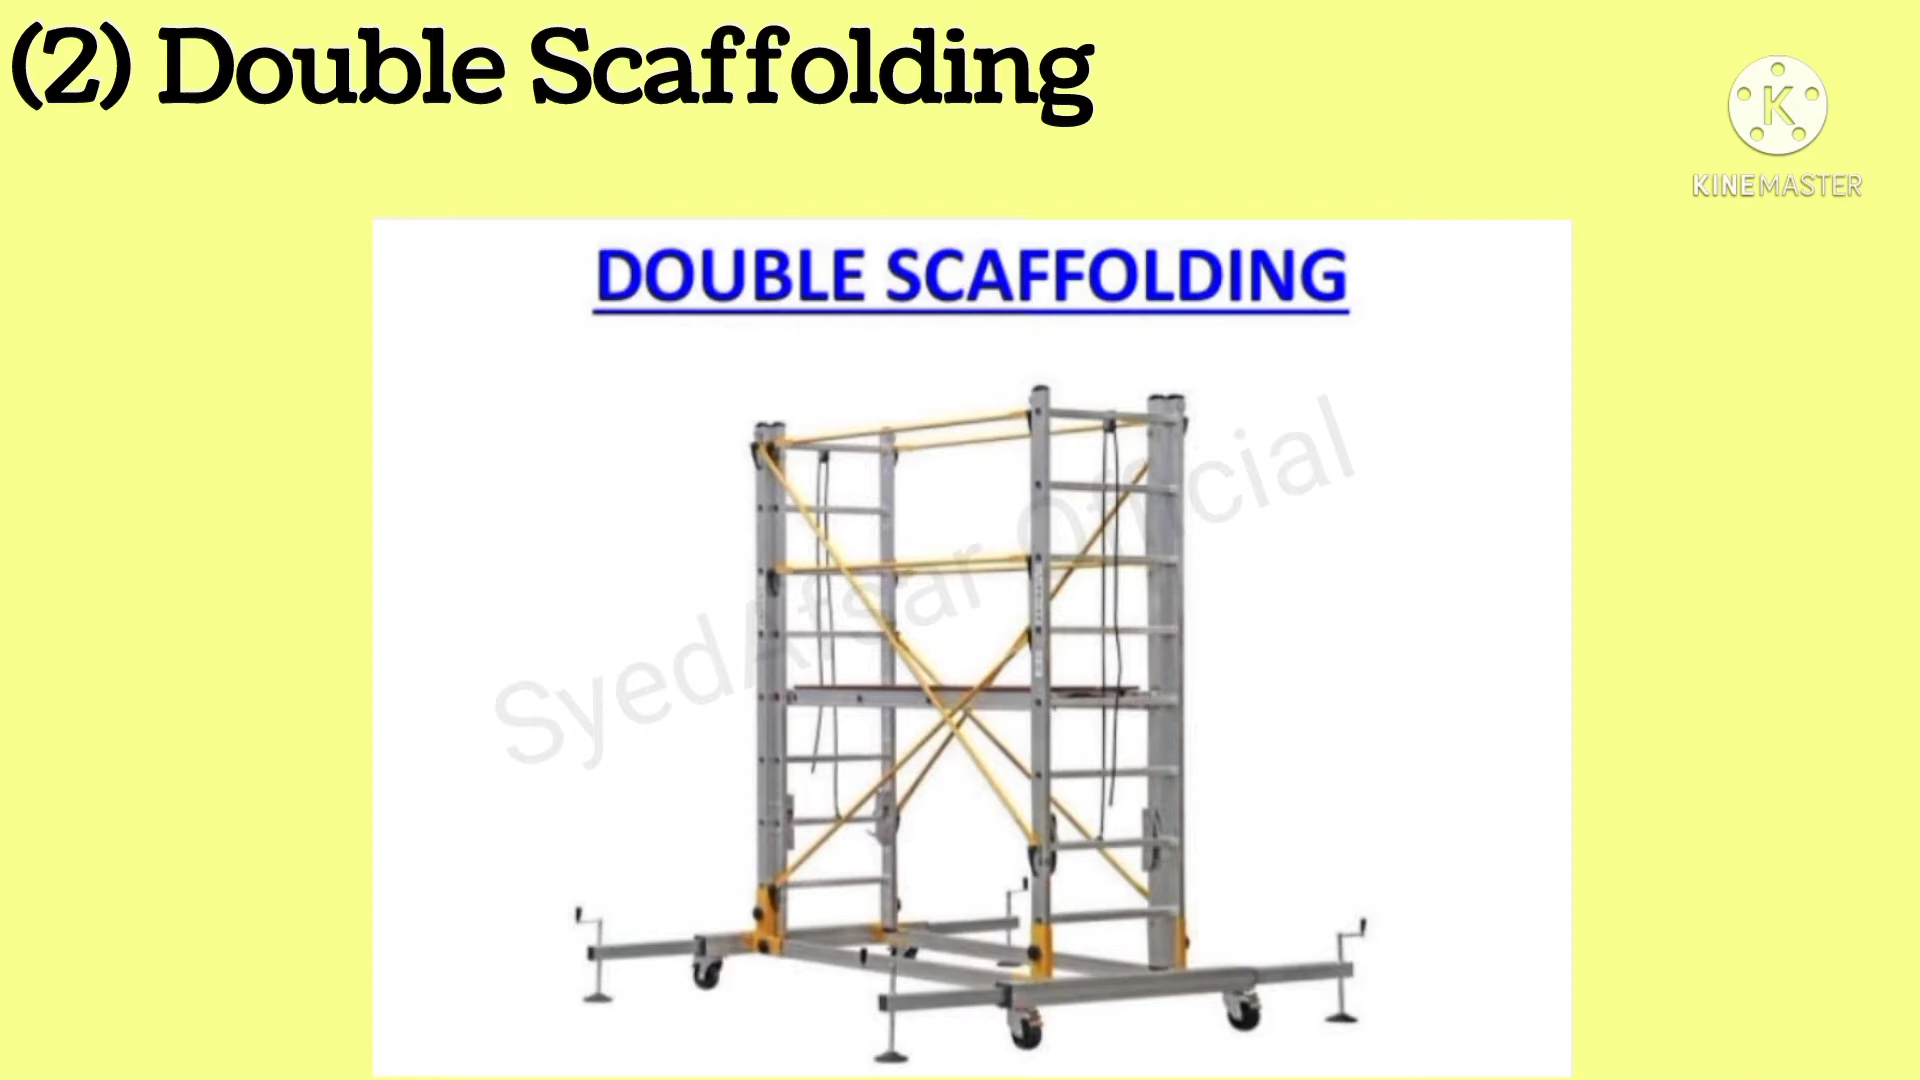 (2) Double Scaffolding
K
KINEMASTER
DOUBLE SCAFFOLDING
SyedAfsar Official